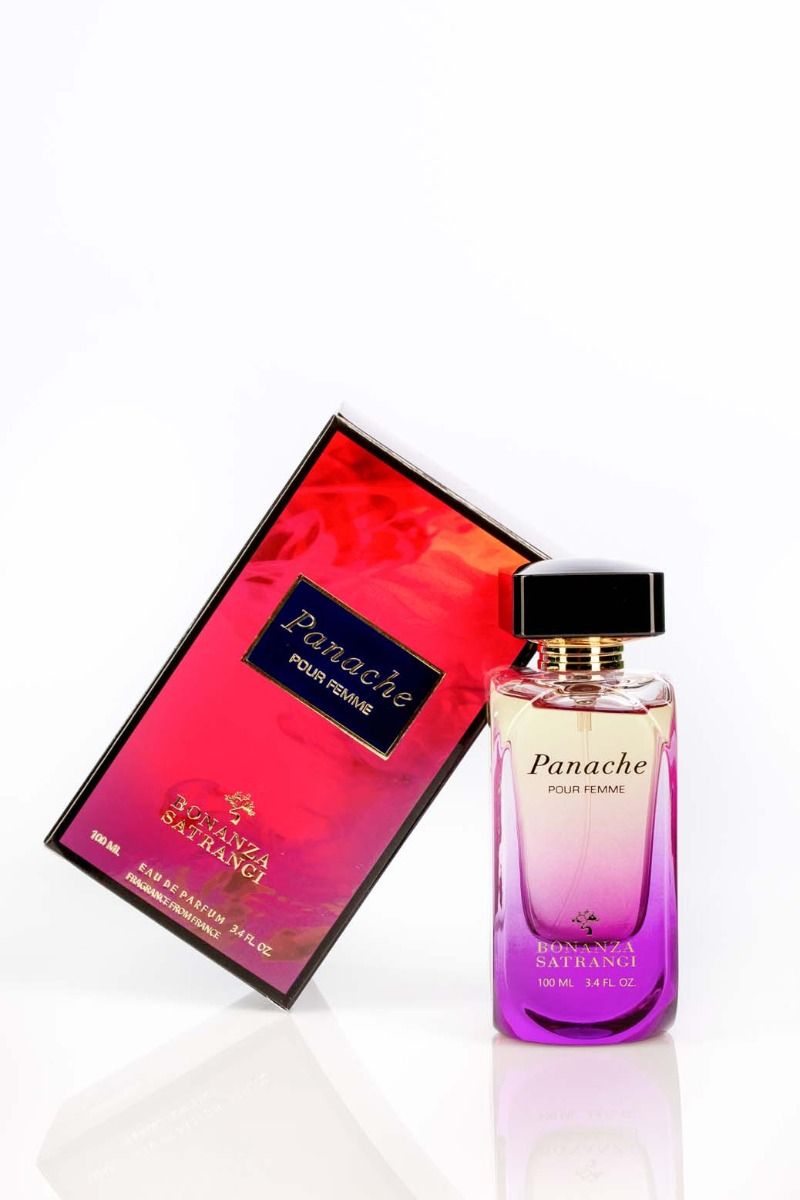 Panache
POUR FEMME
BONANZA
SATRANGI
100 ML
EAU DE PARFUM 3.4 FL OZ.
FRAGRANCE FROM FRANCE
Panache
POUR FEMME
BONANZA
SATRANGI
100 ML 3.4 FL. OZ.